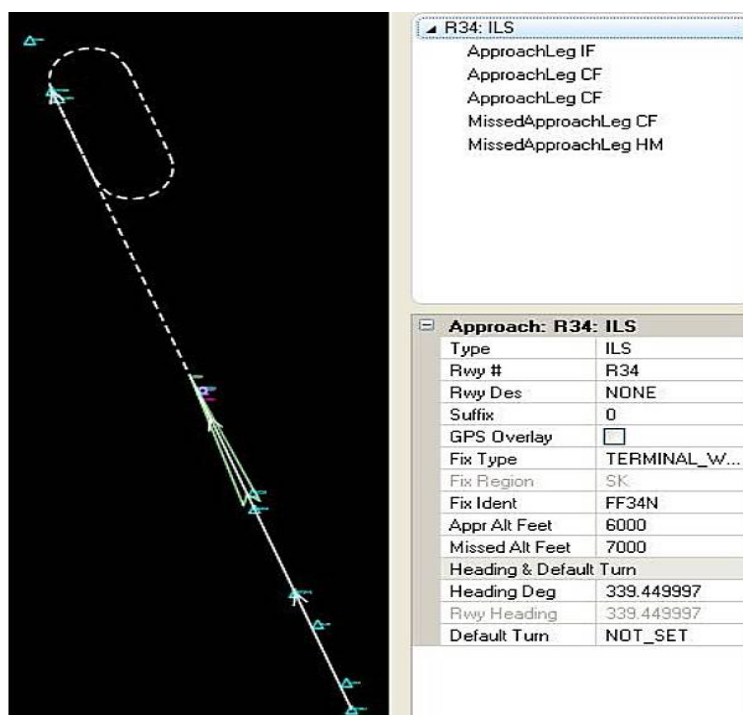 R34: ILS
ApproachLeg IF
ApproachLeg CF
ApproachLeg CF
MissedApproachLeg CF
MissedApproachLeg HM
Approach: R34: ILS
Type ILS
Rwy # R34
Rwy Des NONE
Suffix 0
GPS Overlay
Fix Type TERMINAL_W...
Fix Region SK
Fix Ident FF34N
Appr Alt Feet 6000
Missed Alt Feet 7000
Heading & Default Turn
Heading Deg 339.449997
Rwy Heading 339.449997
Default Turn NOT_SET